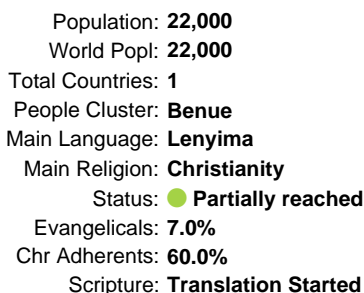 Population: 22,000
World Popl: 22,000
Total Countries: 1
People Cluster: Benue
Main Language: Lenyima
Main Religion: Christianity
Status: Partially reached
Evangelicals: 7.0%
Chr Adherents: 60.0%
Scripture: Translation Started